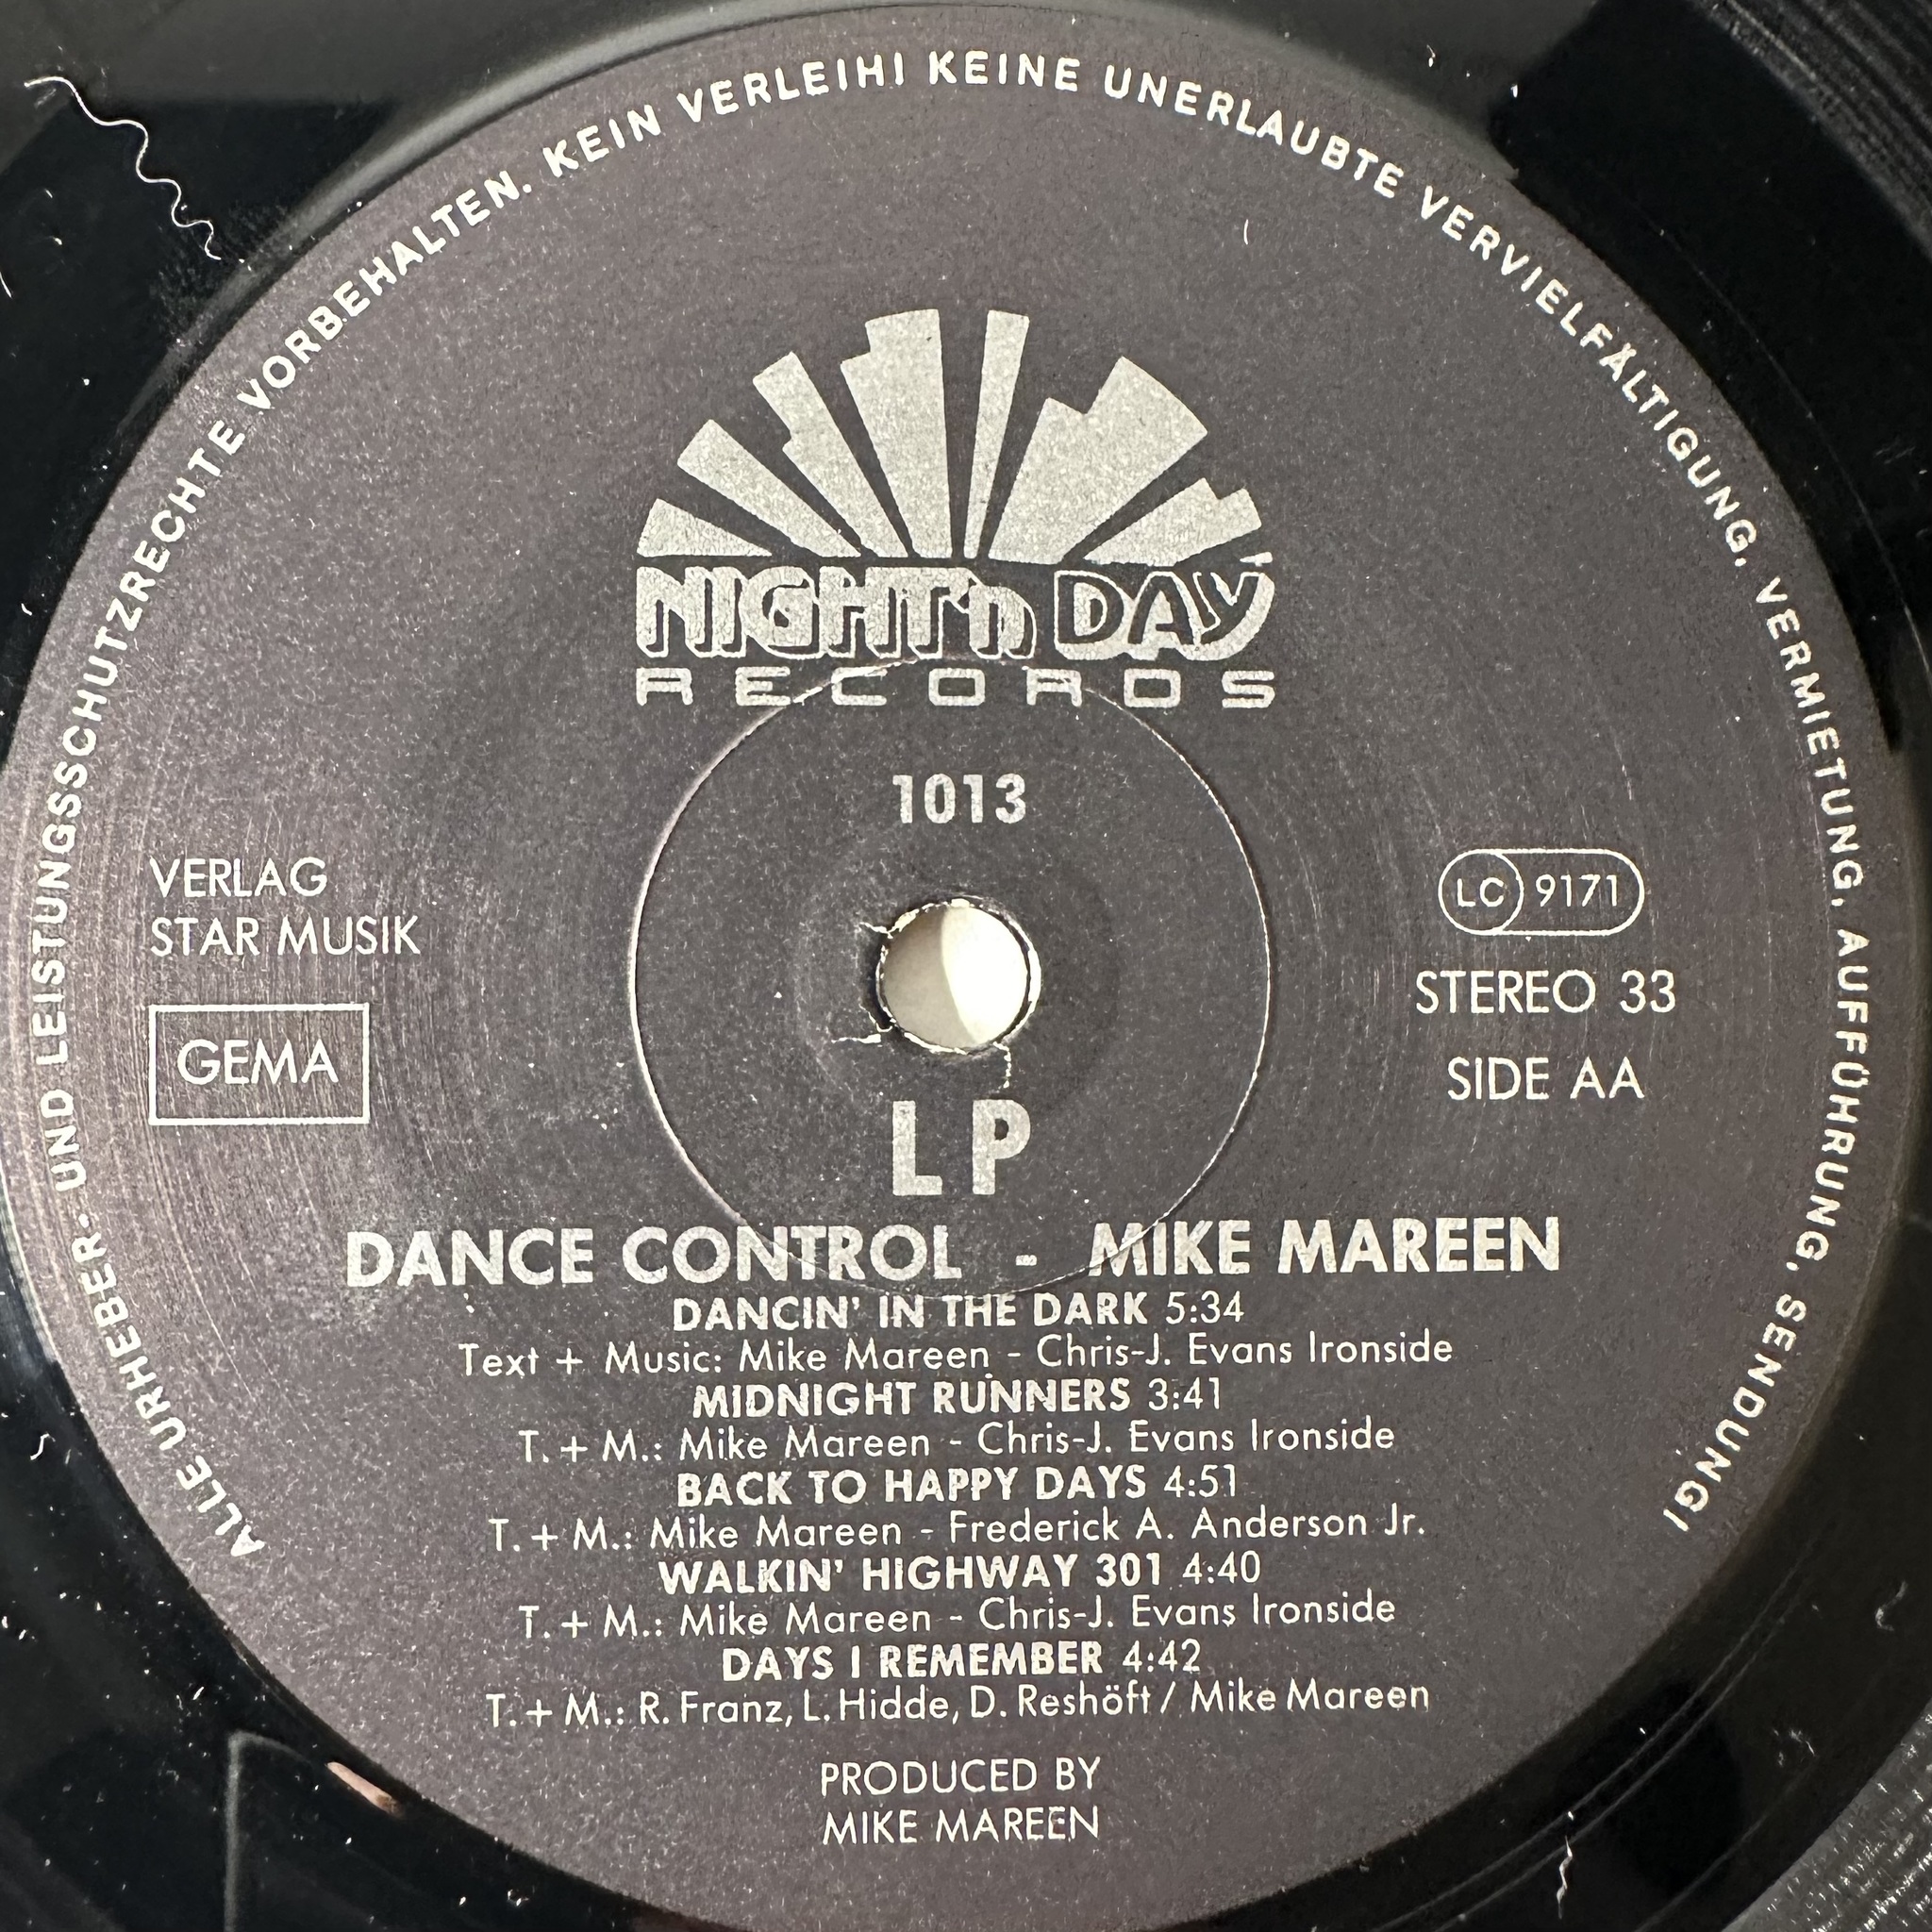 ALLE URHEBER- UND LEISTUNGSSCHUTZRECHTE VORBEHALTEN. KEIN VERLEIH! KEINE UNERLAUBTE VERVIELFÄLTIGUNG, VERMIETUNG, AUFFÜHRUNG, SENDUNG!
NIGHT'n DAY
RECORDS
1013
VERLAG
STAR MUSIK
GEMA
LC 9171
STEREO 33
SIDE AA
LP
DANCE CONTROL - MIKE MAREEN
DANCIN' IN THE DARK 5:34
Text + Music: Mike Mareen - Chris-J. Evans Ironside
MIDNIGHT RUNNERS 3:41
T. + M.: Mike Mareen - Chris-J. Evans Ironside
BACK TO HAPPY DAYS 4:51
T. + M.: Mike Mareen - Frederick A. Anderson Jr.
WALKIN' HIGHWAY 301 4:40
T. + M.: Mike Mareen - Chris-J. Evans Ironside
DAYS I REMEMBER 4:42
T. + M.: R. Franz, L. Hidde, D. Reshöft / Mike Mareen
PRODUCED BY
MIKE MAREEN